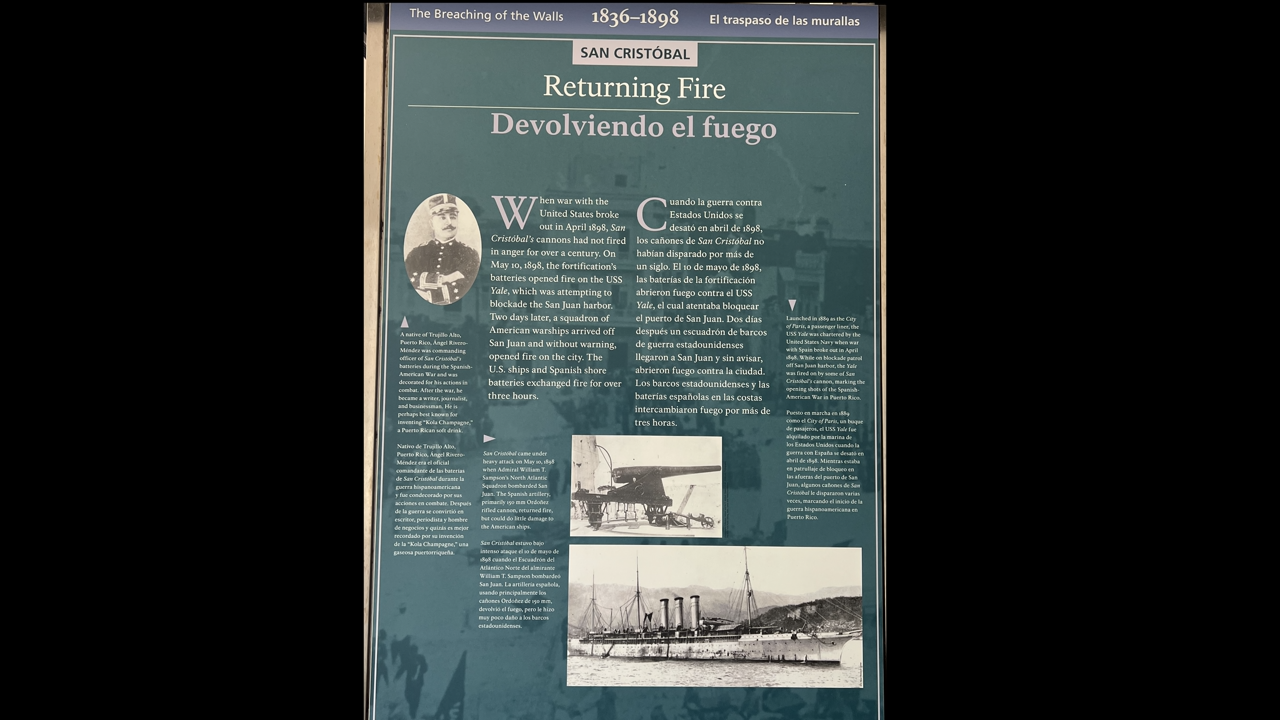 The Breaching of the Walls 1836–1898 El traspaso de las murallas
SAN CRISTÓBAL
Returning Fire
Devolviendo el fuego
When war with the
United States broke
out in April 1898, San
Cristóbal's cannons had not fired
in anger for over a century. On
May 10, 1898, the fortification's
batteries opened fire on the USS
Yale, which was attempting to
blockade the San Juan harbor.
Two days later, a squadron of
American warships arrived off
San Juan and without warning,
opened fire on the city. The
U.S. ships and Spanish shore
batteries exchanged fire for over
three hours.
Cuando la guerra contra
Estados Unidos se
desató en abril de 1898,
los cañones de San Cristóbal no
habían disparado por más de
un siglo. El 10 de mayo de 1898,
las baterías de la fortificación
abrieron fuego contra el USS
Yale, el cual atentaba bloquear
el puerto de San Juan. Dos días
después un escuadrón de barcos
de guerra estadounidenses
llegaron a San Juan y sin avisar,
abrieron fuego contra la ciudad.
Los barcos estadounidenses y las
baterías españolas en las costas
intercambiaron fuego por más de
tres horas.
A native of Trujillo Alto,
Puerto Rico, Ángel Rivero-
Méndez was commanding
officer of San Cristóbal's
batteries during the Spanish-
American War and was
decorated for his actions in
combat. After the war, he
became a writer, journalist,
and businessman. He is
perhaps best known for
inventing "Kola Champagne,"
a Puerto Rican soft drink.
Nativo de Trujillo Alto,
Puerto Rico, Ángel Rivero-
Méndez era el oficial
comandante de las baterías
de San Cristóbal durante la
guerra hispanoamericana
y fue condecorado por sus
acciones en combate. Después
de la guerra se convirtió en
escritor, periodista y hombre
de negocios y quizás es mejor
recordado por su invención
de la "Kola Champagne," una
gaseosa puertorriqueña.
San Cristóbal came under
heavy attack on May 10, 1898
when Admiral William T.
Sampson's North Atlantic
Squadron bombarded San
Juan. The Spanish artillery,
primarily 150 mm Ordoñez
rifled cannon, returned fire,
but could do little damage to
the American ships.
San Cristóbal estuvo bajo
intenso ataque el 10 de mayo de
1898 cuando el Escuadrón del
Atlántico Norte del almirante
William T. Sampson bombardeó
San Juan. La artillería española,
usando principalmente los
cañones Ordoñez de 150 mm,
devolvió el fuego, pero le hizo
muy poco daño a los barcos
estadounidenses.
Launched in 1889 as the City
of Paris, a passenger liner, the
USS Yale was chartered by the
United States Navy when war
with Spain broke out in April
1898. While on blockade patrol
off San Juan harbor, the Yale
was fired on by some of San
Cristóbal's cannon, marking the
opening shots of the Spanish-
American War in Puerto Rico.
Puesto en marcha en 1889
como el City of Paris, un buque
de pasajeros, el USS Yale fue
alquilado por la marina de
los Estados Unidos cuando la
guerra con España se desató en
abril de 1898. Mientras estaba
en patrullaje de bloqueo en
las afueras del puerto de San
Juan, algunos cañones de San
Cristóbal le dispararon varias
veces, marcando el inicio de la
guerra hispanoamericana en
Puerto Rico.